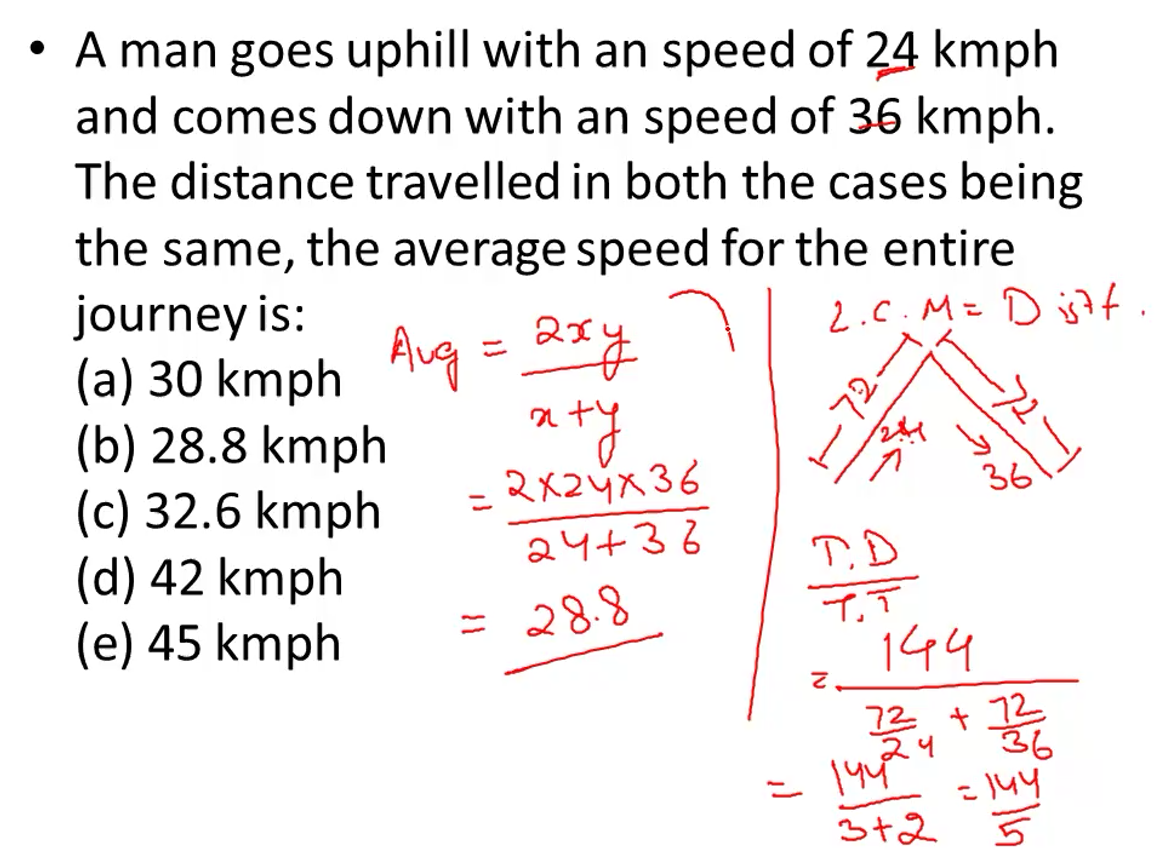 • A man goes uphill with an speed of 24 kmph
and comes down with an speed of 36 kmph.
The distance travelled in both the cases being
the same, the average speed for the entire
journey is:
(a) 30 kmph
(b) 28.8 kmph
(c) 32.6 kmph
(d) 42 kmph
(e) 45 kmph
Avg = 2xy
x+y
= 2×24×36
24+36
= 28.8
L.C.M = Dist.
72 72
24 36
T.D
T.T
= 144
72/24 + 72/36
= 144/3+2 = 144/5